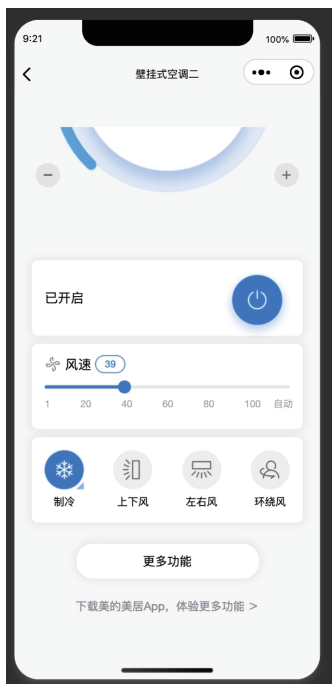 9:21
100%
壁挂式空调二
已开启
风速 39
1 20 40 60 80 100 自动
制冷 上下风 左右风 环绕风
更多功能
下载美的美居App，体验更多功能 >